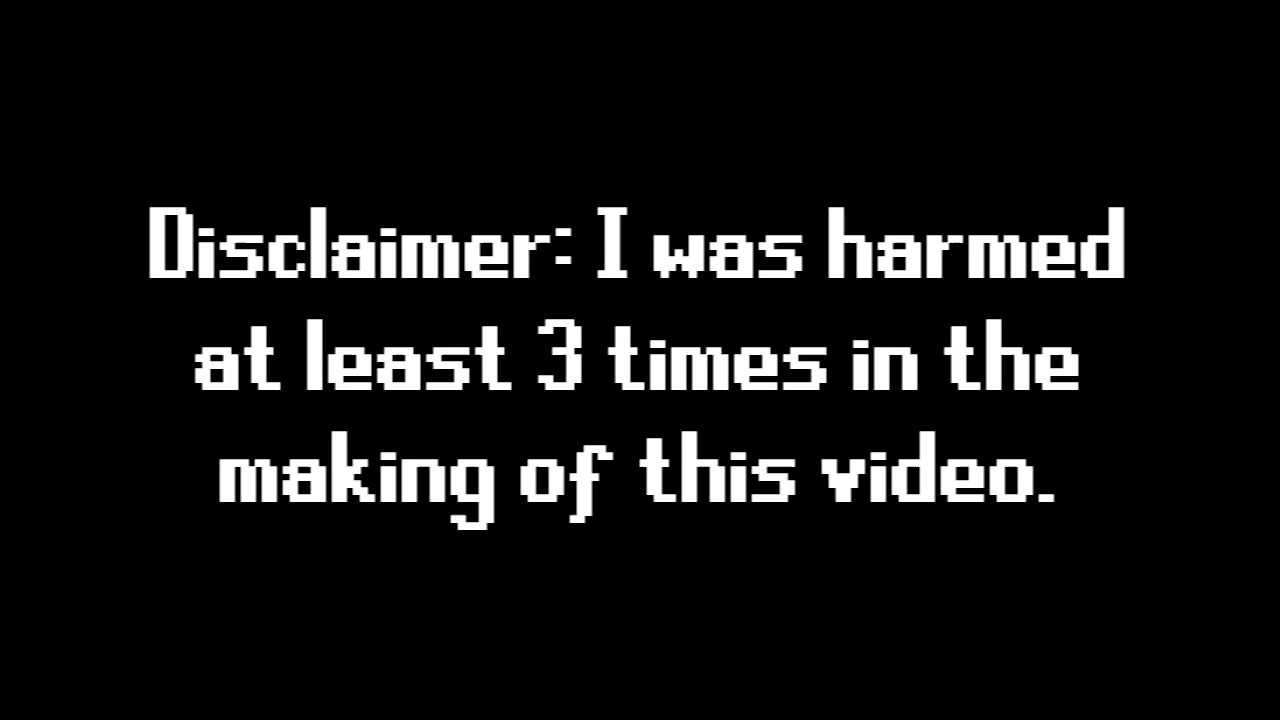 Disclaimer: I was harmed
at least 3 times in the
making of this video.